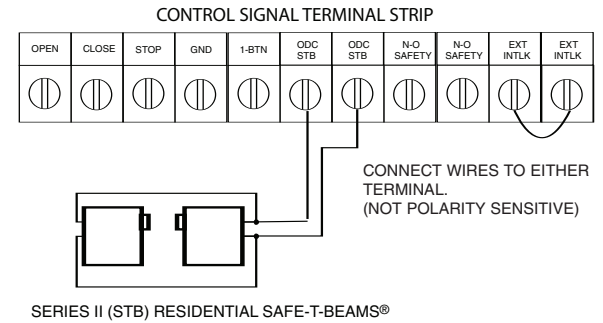 CONTROL SIGNAL TERMINAL STRIP
OPEN
CLOSE
STOP
GND
1-BTN
ODC
STB
ODC
STB
N-O
SAFETY
N-O
SAFETY
EXT
INTLK
EXT
INTLK
CONNECT WIRES TO EITHER
TERMINAL.
(NOT POLARITY SENSITIVE)
SERIES II (STB) RESIDENTIAL SAFE-T-BEAMS®